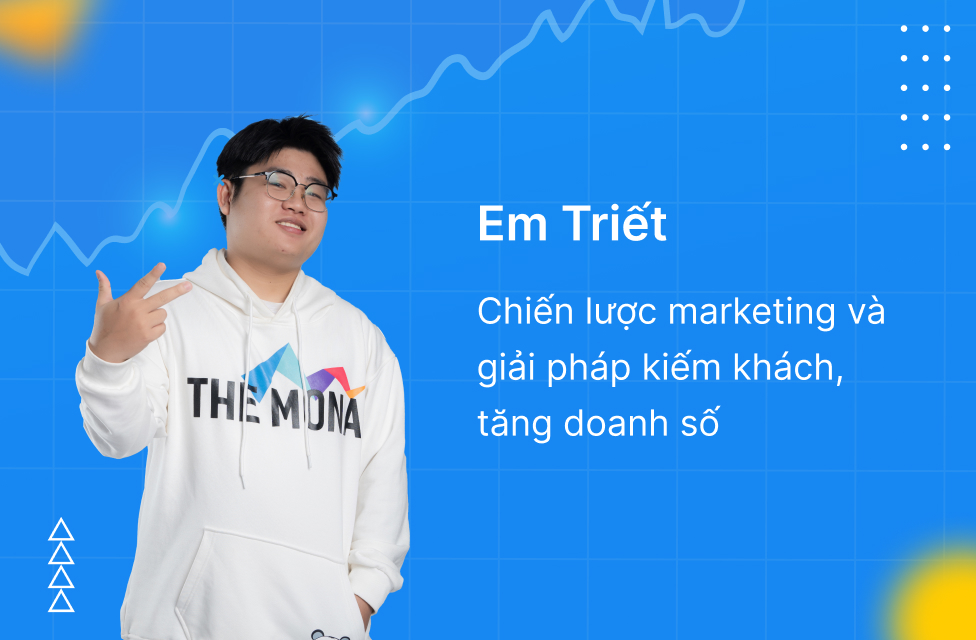 Em Triết
Chiến lược marketing và
giải pháp kiếm khách,
tăng doanh số
THE MONA